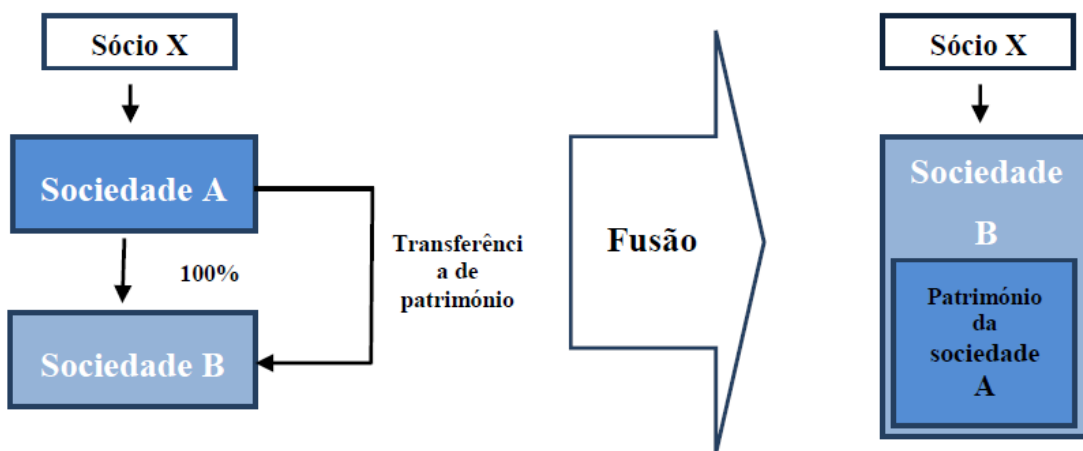 Sócio X
Sociedade A
100%
Transferênci
a de
património
Sociedade B
Fusão
Sócio X
Sociedade
B
Património
da
sociedade
A